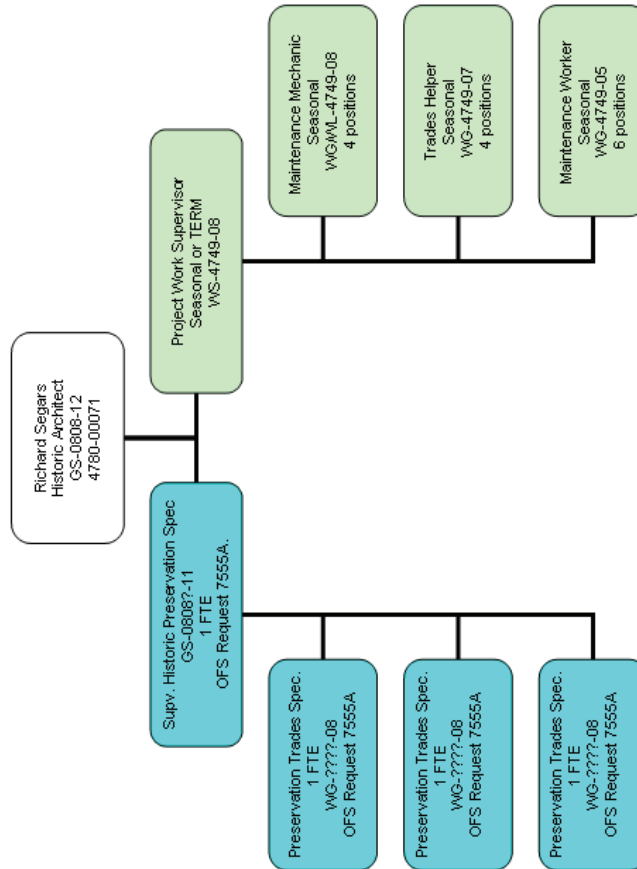 Richard Segars
Historic Architect
GS-0808-12
4780-00071
Supv. Historic Preservation Spec
GS-0808?-11
1 FTE
OFS Request 7555A.
Project Work Supervisor
Seasonal or TERM
WS-4749-08
Preservation Trades Spec.
1 FTE
WG-????-08
OFS Request 7555A
Preservation Trades Spec.
1 FTE
WG-????-08
OFS Request 7555A
Preservation Trades Spec.
1 FTE
WG-????-08
OFS Request 7555A
Maintenance Mechanic
Seasonal
WG/WL-4749-08
4 positions
Trades Helper
Seasonal
WG-4749-07
4 positions
Maintenance Worker
Seasonal
WG-4749-05
6 positions